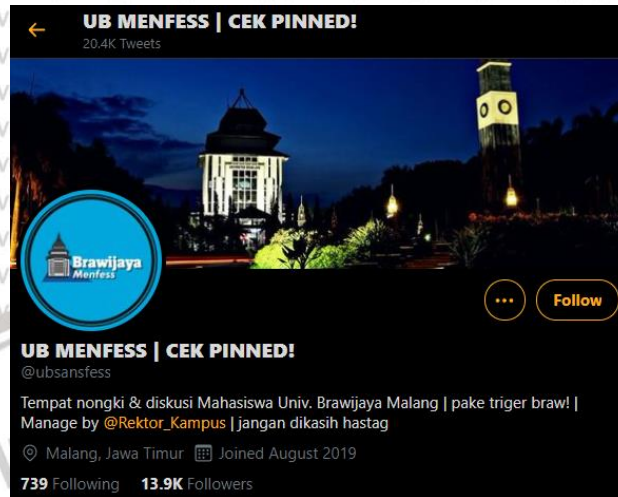 UB MENFESS | CEK PINNED!
20.4K Tweets
Brawijaya
Menfess
Follow
UB MENFESS | CEK PINNED!
@ubsansfess
Tempat nongki & diskusi Mahasiswa Univ. Brawijaya Malang | pake triger braw! |
Manage by @Rektor_Kampus | jangan dikasih hastag
Malang, Jawa Timur Joined August 2019
739 Following 13.9K Followers